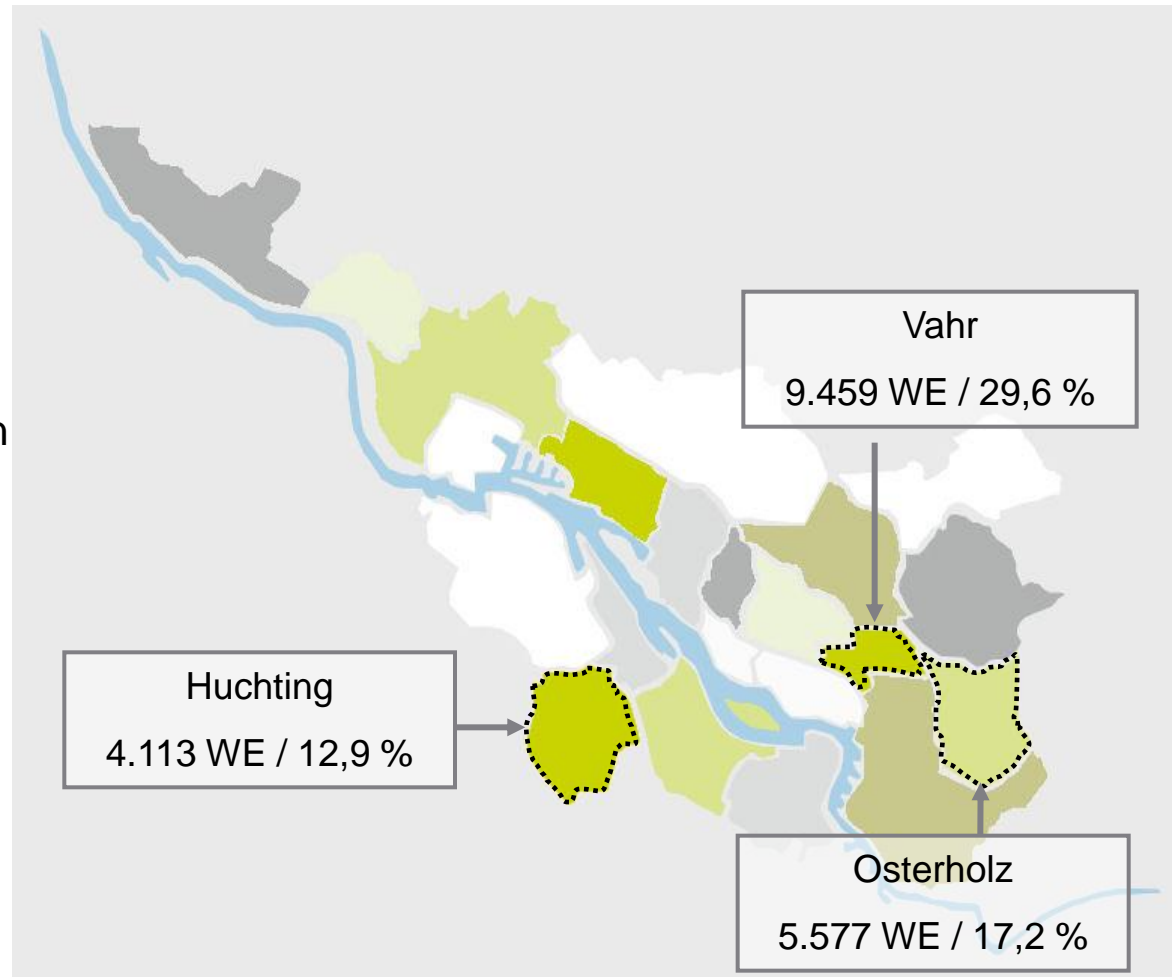 Vahr
9.459 WE / 29,6 %
n
Huchting
4.113 WE / 12,9 %
Osterholz
5.577 WE / 17,2 %